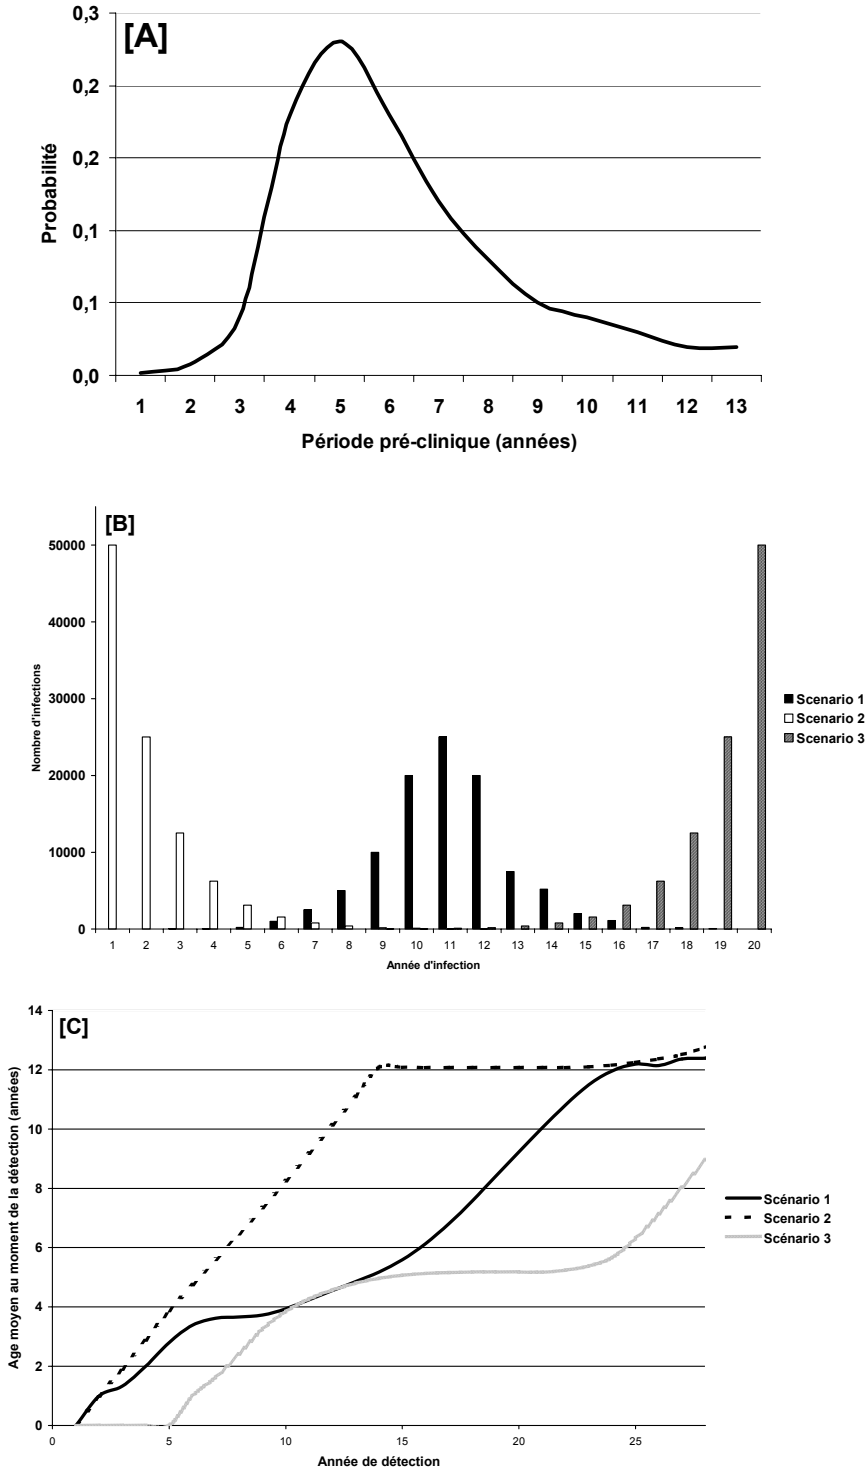 [A]
0,3
0,2
0,2
0,1
0,1
0,0
Probabilité
1 2 3 4 5 6 7 8 9 10 11 12 13
Période pré-clinique (années)
[B]
50000
40000
30000
20000
10000
0
Nombre d'infections
1 2 3 4 5 6 7 8 9 10 11 12 13 14 15 16 17 18 19 20
Année d'infection
Scenario 1
Scenario 2
Scenario 3
[C]
14
12
10
8
6
4
2
0
Age moyen au moment de la détection (années)
0 5 10 15 20 25
Année de détection
Scénario 1
Scenario 2
Scénario 3